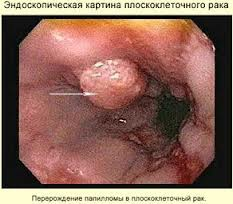 Эндоскопическая картина плоскоклеточного рака
Перерождение папилломы в плоскоклеточный рак.